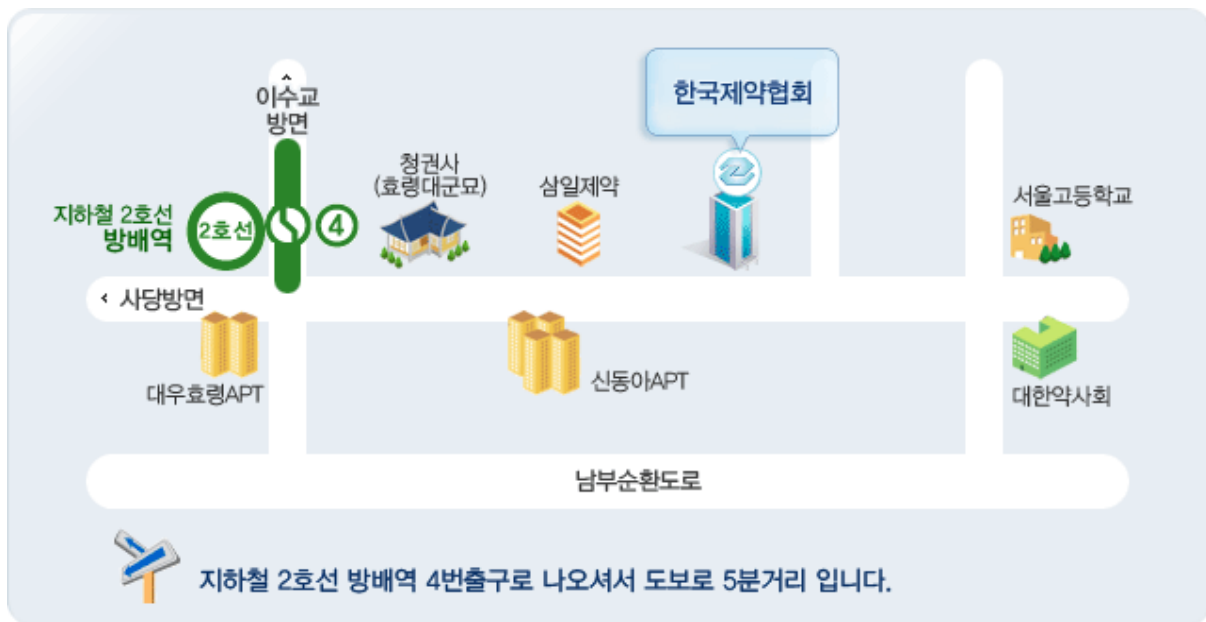 이수교
방면
한국제약협회
청권사
(효령대군묘)
삼일제약
서울고등학교
지하철 2호선
방배역
2호선
4
< 사당방면
대우효령APT
신동아APT
대한약사회
남부순환도로
지하철 2호선 방배역 4번출구로 나오셔서 도보로 5분거리 입니다.